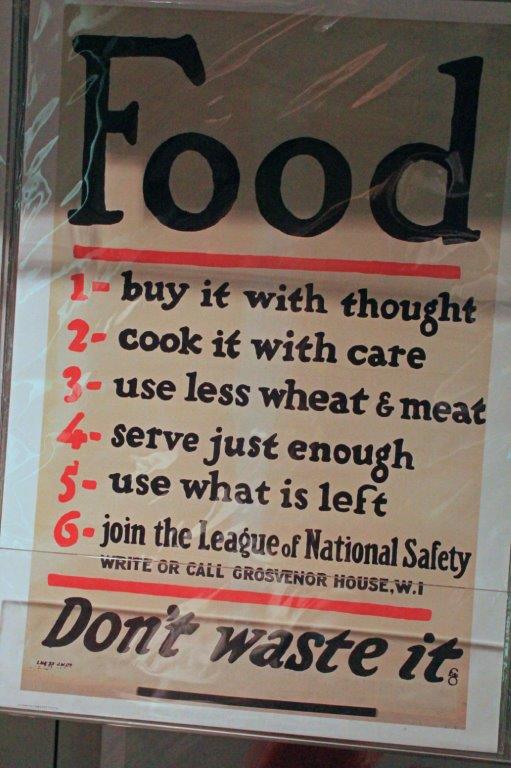 Food
1- buy it with thought
2- cook it with care
3- use less wheat & meat
4- serve just enough
5- use what is left
6- join the League of National Safety
WRITE OR CALL GROSVENOR HOUSE, W.1
Don't waste it